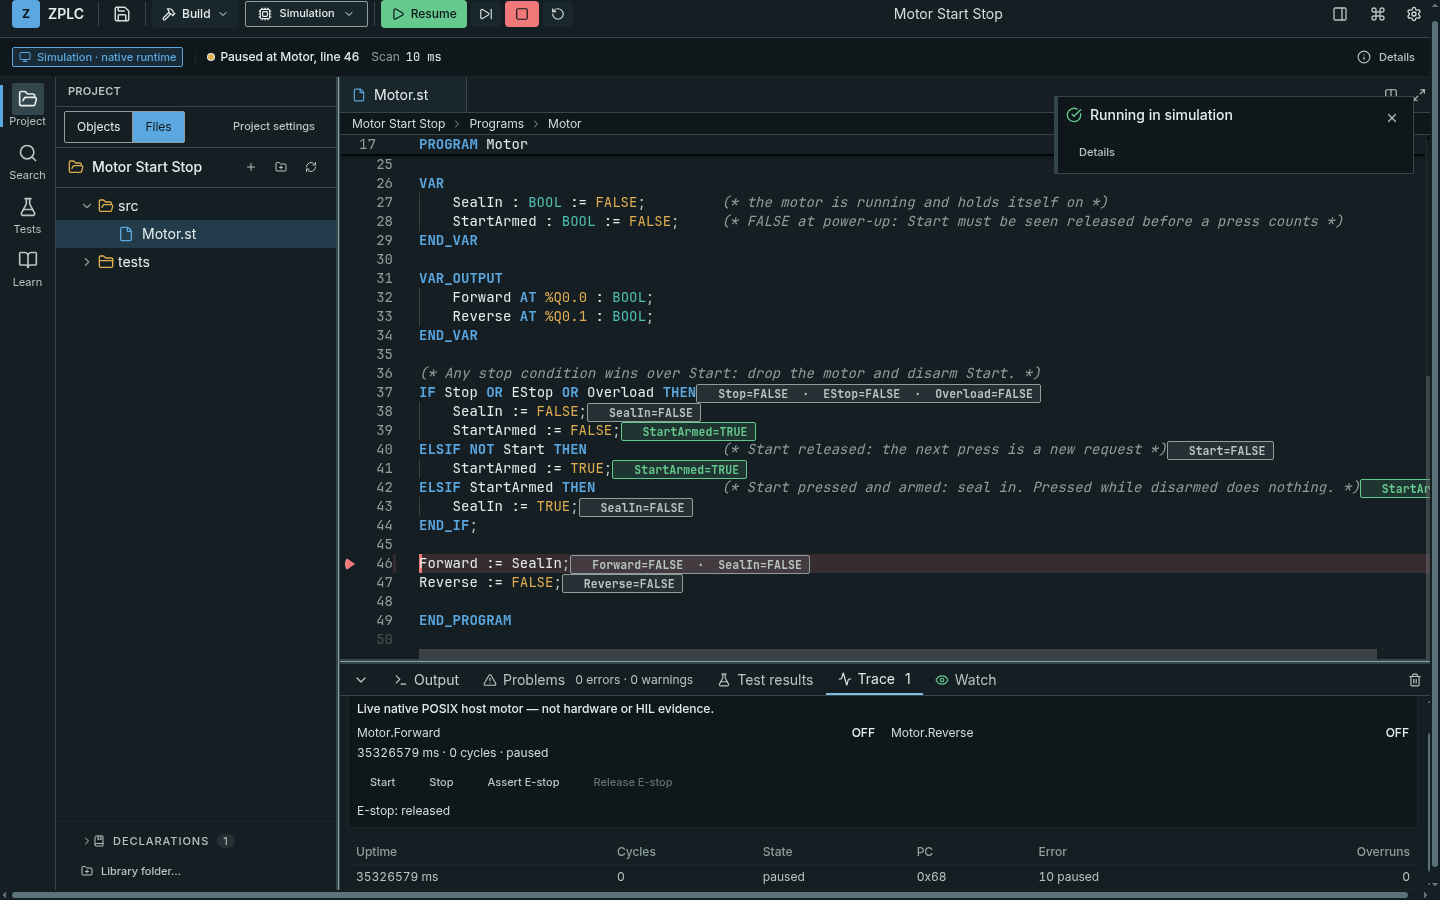 Z ZPLC Build Simulation Resume Motor Start Stop
Simulation · native runtime Paused at Motor, line 46 Scan 10 ms Details
Project
Search
Tests
Learn
PROJECT
Objects Files Project settings
Motor Start Stop
src
Motor.st
tests
DECLARATIONS 1
Library folder...
Motor.st
Motor Start Stop > Programs > Motor
17 PROGRAM Motor
25
26 VAR
27 SealIn : BOOL := FALSE; (* the motor is running and holds itself on *)
28 StartArmed : BOOL := FALSE; (* FALSE at power-up: Start must be seen released before a press counts *)
29 END_VAR
30
31 VAR_OUTPUT
32 Forward AT %Q0.0 : BOOL;
33 Reverse AT %Q0.1 : BOOL;
34 END_VAR
35
36 (* Any stop condition wins over Start: drop the motor and disarm Start. *)
37 IF Stop OR EStop OR Overload THEN Stop=FALSE · EStop=FALSE · Overload=FALSE
38 SealIn := FALSE; SealIn=FALSE
39 StartArmed := FALSE; StartArmed=TRUE
40 ELSIF NOT Start THEN (* Start released: the next press is a new request *) Start=FALSE
41 StartArmed := TRUE; StartArmed=TRUE
42 ELSIF StartArmed THEN (* Start pressed and armed: seal in. Pressed while disarmed does nothing. *) StartAr
43 SealIn := TRUE; SealIn=FALSE
44 END_IF;
45
46 Forward := SealIn; Forward=FALSE · SealIn=FALSE
47 Reverse := FALSE; Reverse=FALSE
48
49 END_PROGRAM
50
Running in simulation
Details
Output Problems 0 errors · 0 warnings Test results Trace 1 Watch
Live native POSIX host motor — not hardware or HIL evidence.
Motor.Forward OFF Motor.Reverse OFF
35326579 ms · 0 cycles · paused
Start Stop Assert E-stop Release E-stop
E-stop: released
Uptime Cycles State PC Error Overruns
35326579 ms 0 paused 0x68 10 paused 0